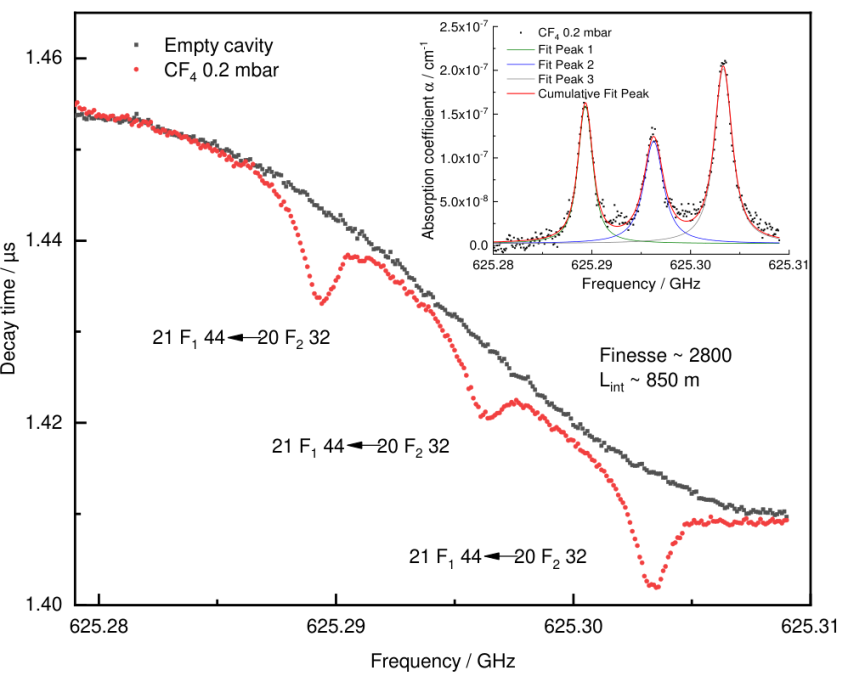 1.46
1.44
1.42
1.40
Decay time / µs
Empty cavity
CF₄ 0.2 mbar
2.5x10⁻⁷
2.0x10⁻⁷
1.5x10⁻⁷
1.0x10⁻⁷
5.0x10⁻⁸
0.0
Absorption coefficient α / cm⁻¹
CF₄ 0.2 mbar
Fit Peak 1
Fit Peak 2
Fit Peak 3
Cumulative Fit Peak
625.28 625.29 625.30 625.31
Frequency / GHz
21 F₁ 44←20 F₂ 32
Finesse ~ 2800
Lᵢₙₜ ~ 850 m
21 F₁ 44←20 F₂ 32
21 F₁ 44←20 F₂ 32
625.28 625.29 625.30 625.31
Frequency / GHz